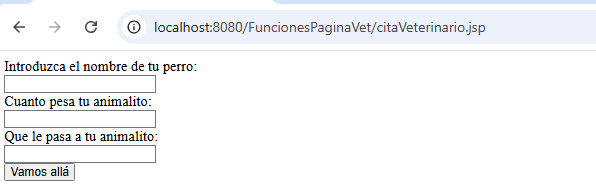 localhost:8080/FuncionesPaginaVet/citaVeterinario.jsp
Introduzca el nombre de tu perro:
Cuanto pesa tu animalito:
Que le pasa a tu animalito:
Vamos allá